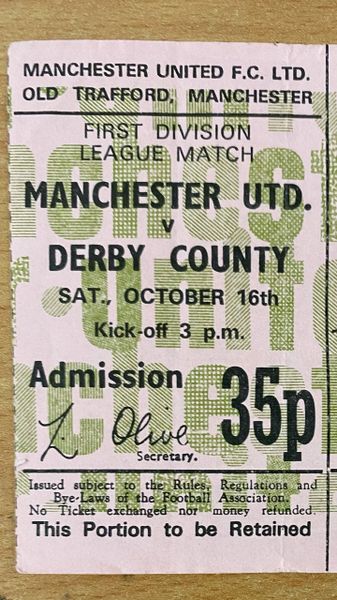 MANCHESTER UNITED F.C. LTD.
OLD TRAFFORD, MANCHESTER
FIRST DIVISION
LEAGUE MATCH
MANCHESTER UTD.
v
DERBY COUNTY
SAT., OCTOBER 16th
Kick-off 3 p.m.
Admission 35p
L. Olive
Secretary.
Issued subject to the Rules, Regulations and
Bye-Laws of the Football Association.
No Ticket exchanged nor money refunded.
This Portion to be Retained